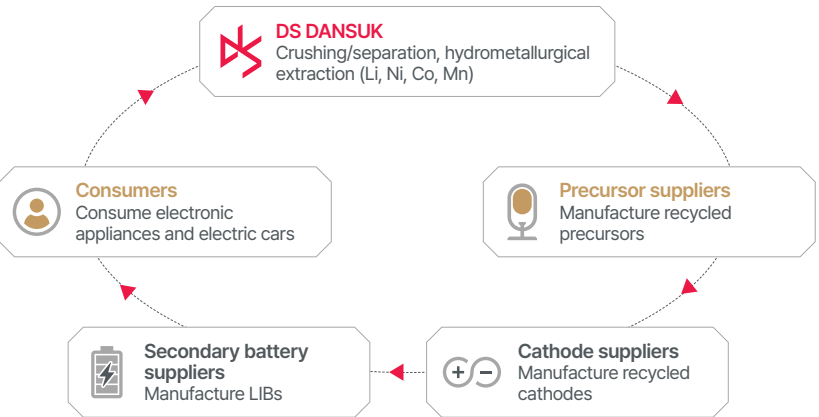 DS DANSUK
Crushing/separation, hydrometallurgical
extraction (Li, Ni, Co, Mn)
Consumers
Consume electronic
appliances and electric cars
Precursor suppliers
Manufacture recycled
precursors
Secondary battery
suppliers
Manufacture LIBs
Cathode suppliers
Manufacture recycled
cathodes